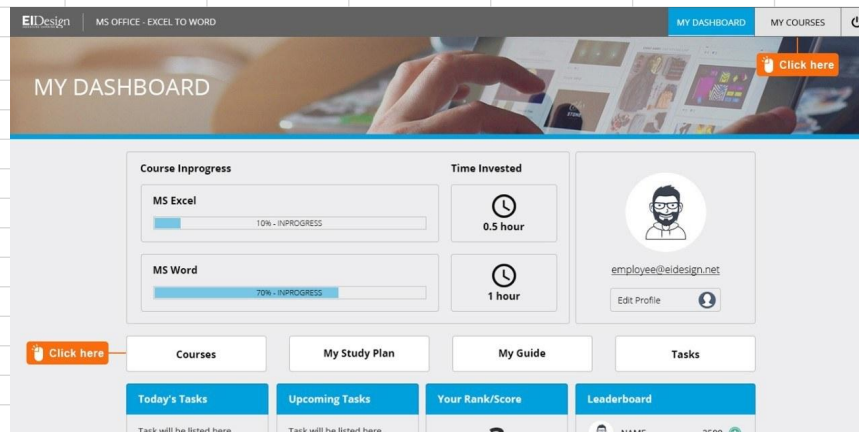 EIDesign MS OFFICE - EXCEL TO WORD MY DASHBOARD MY COURSES
Click here
MY DASHBOARD
Course Inprogress Time Invested
MS Excel
10% - INPROGRESS
0.5 hour
employee@eidesign.net
MS Word
70% - INPROGRESS
1 hour
Edit Profile
Click here
Courses My Study Plan My Guide Tasks
Today's Tasks Upcoming Tasks Your Rank/Score Leaderboard
Task will be listed here Task will be listed here NAME 2500